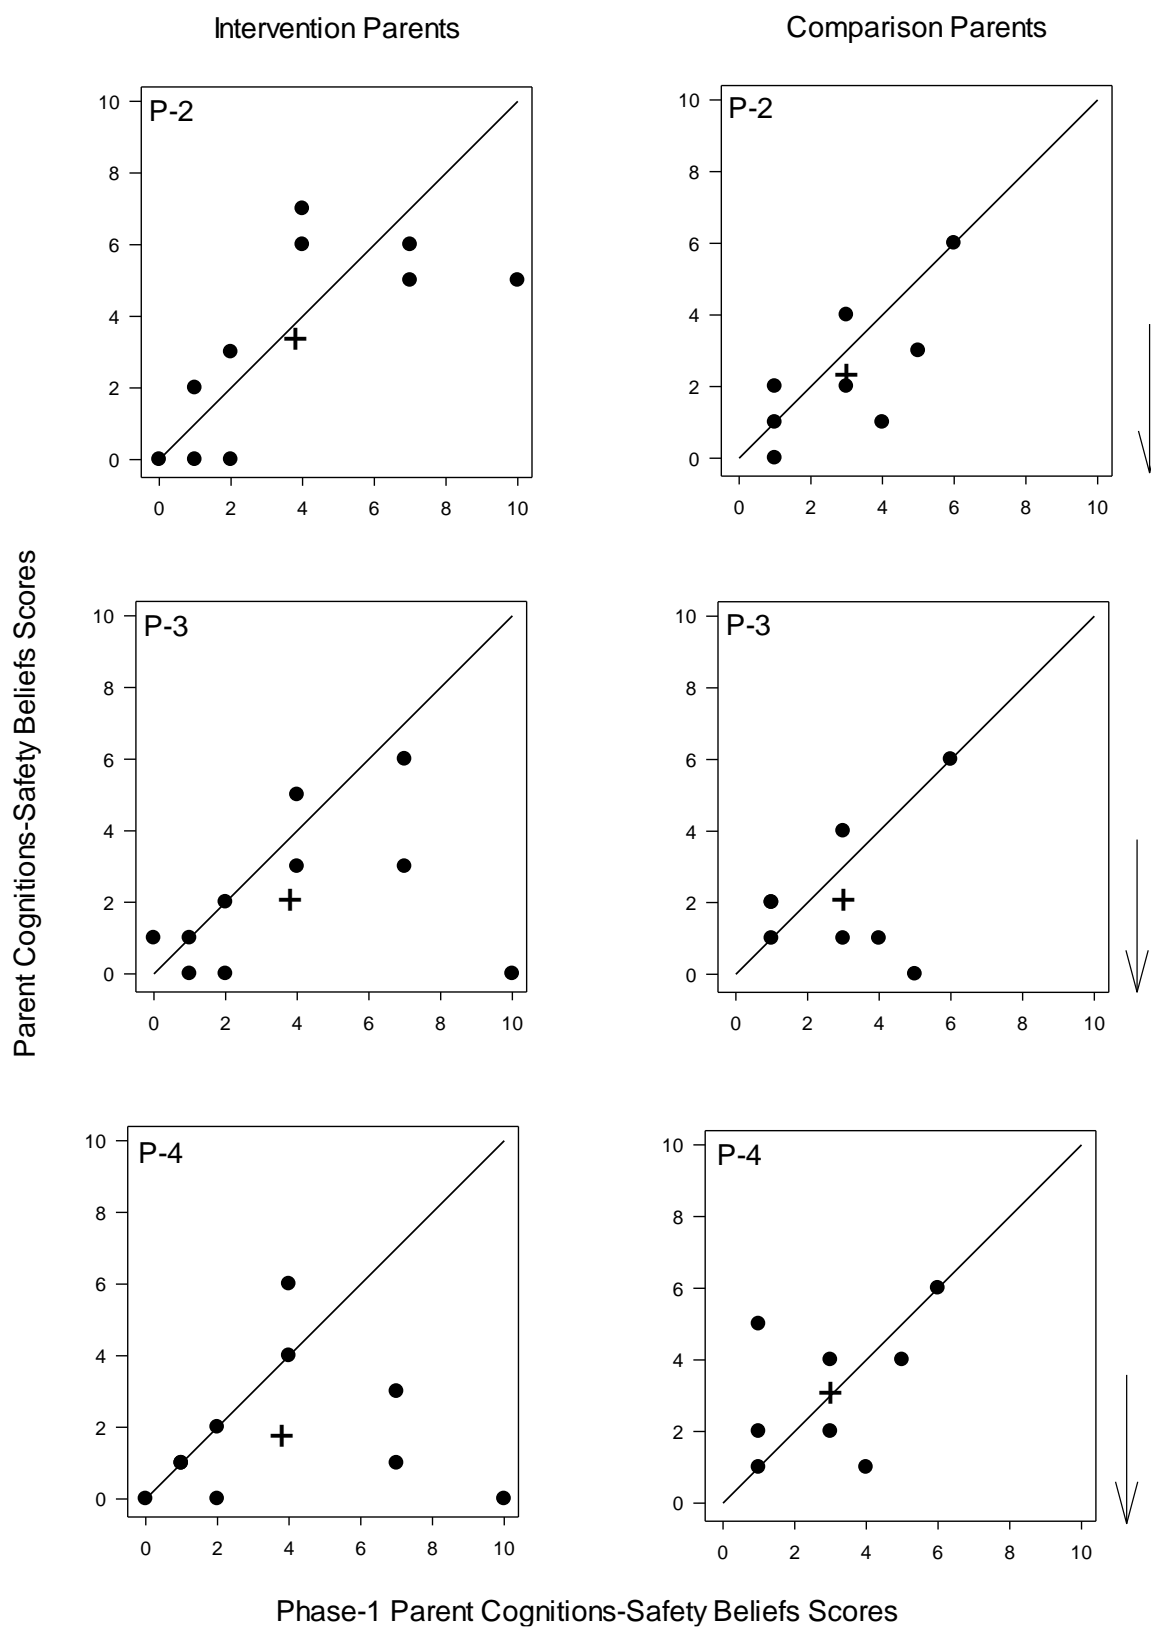 Intervention Parents
Comparison Parents
P-2
10
8
6
4
2
0
0 2 4 6 8 10
P-2
10
8
6
4
2
0
0 2 4 6 8 10
Parent Cognitions-Safety Beliefs Scores
P-3
10
8
6
4
2
0
0 2 4 6 8 10
P-3
10
8
6
4
2
0
0 2 4 6 8 10
P-4
10
8
6
4
2
0
0 2 4 6 8 10
P-4
10
8
6
4
2
0
0 2 4 6 8 10
Phase-1 Parent Cognitions-Safety Beliefs Scores